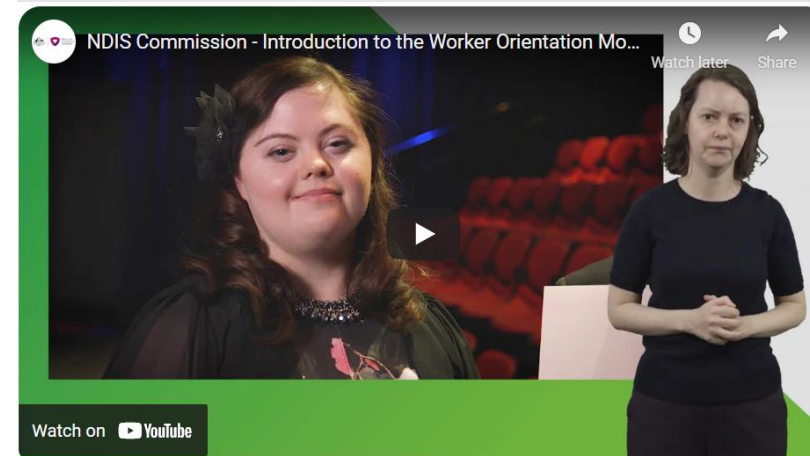 NDIS Commission - Introduction to the Worker Orientation Mo...
Watch later
Share
Watch on YouTube